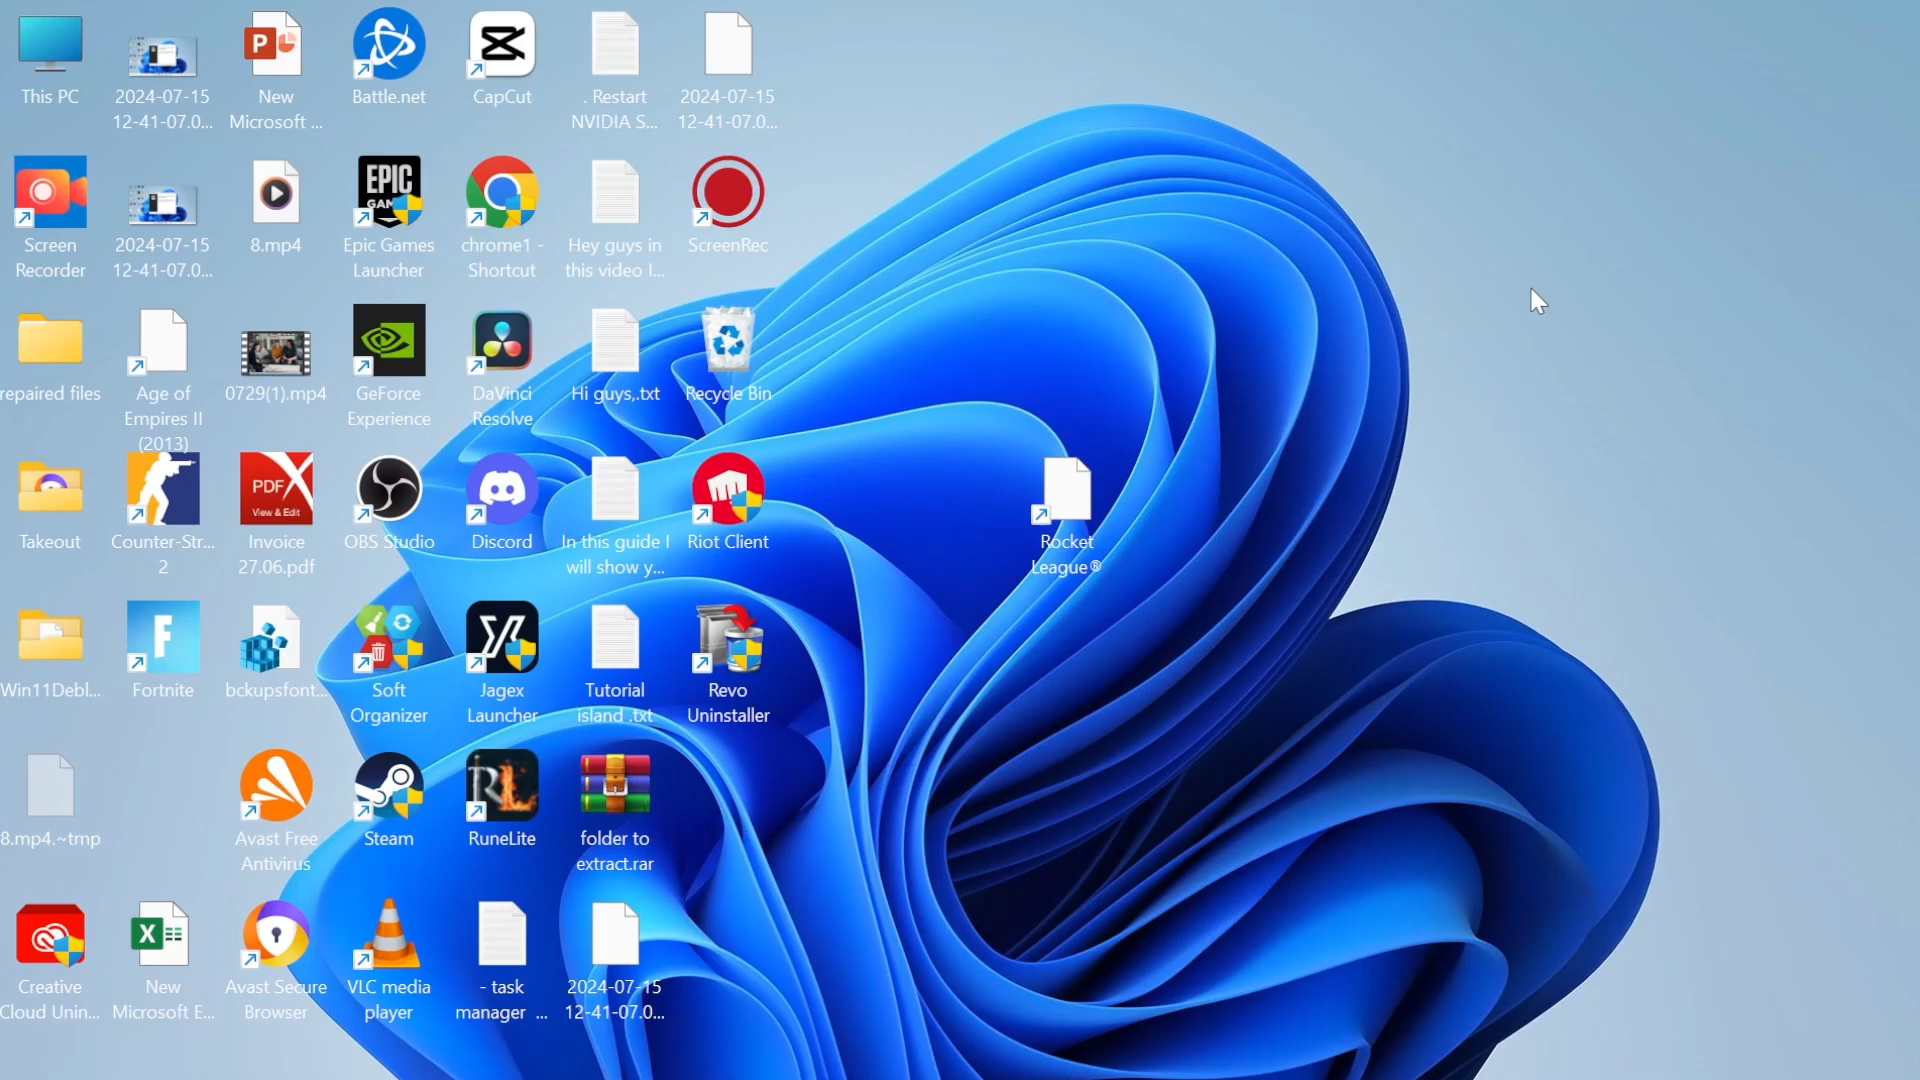 This PC
2024-07-15
12-41-07.0...
New
Microsoft ...
Battle.net
CapCut
. Restart
NVIDIA S...
2024-07-15
12-41-07.0...
Screen
Recorder
2024-07-15
12-41-07.0...
8.mp4
EPIC
GAM
Epic Games
Launcher
chrome1 -
Shortcut
Hey guys in
this video I...
ScreenRec
repaired files
Age of
Empires II
(2013)
0729(1).mp4
GeForce
Experience
DaVinci
Resolve
Hi guys,.txt
Recycle Bin
Takeout
Counter-Str...
2
PDF
View & Edit
Invoice
27.06.pdf
OBS Studio
Discord
In this guide I
will show y...
Riot Client
Rocket
League®
Win11Debl...
F
Fortnite
bckupsfont...
Soft
Organizer
Jagex
Launcher
Tutorial
island .txt
Revo
Uninstaller
8.mp4.~tmp
Avast Free
Antivirus
Steam
RL
RuneLite
folder to
extract.rar
Creative
Cloud Unin...
X
New
Microsoft E...
Avast Secure
Browser
VLC media
player
- task
manager ...
2024-07-15
12-41-07.0...